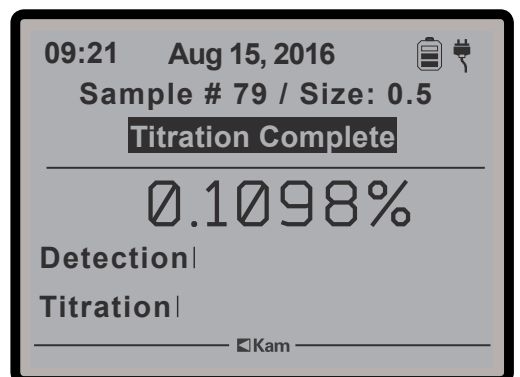 09:21 Aug 15, 2016
Sample # 79 / Size: 0.5
Titration Complete
0.1098%
Detection
Titration
Kam